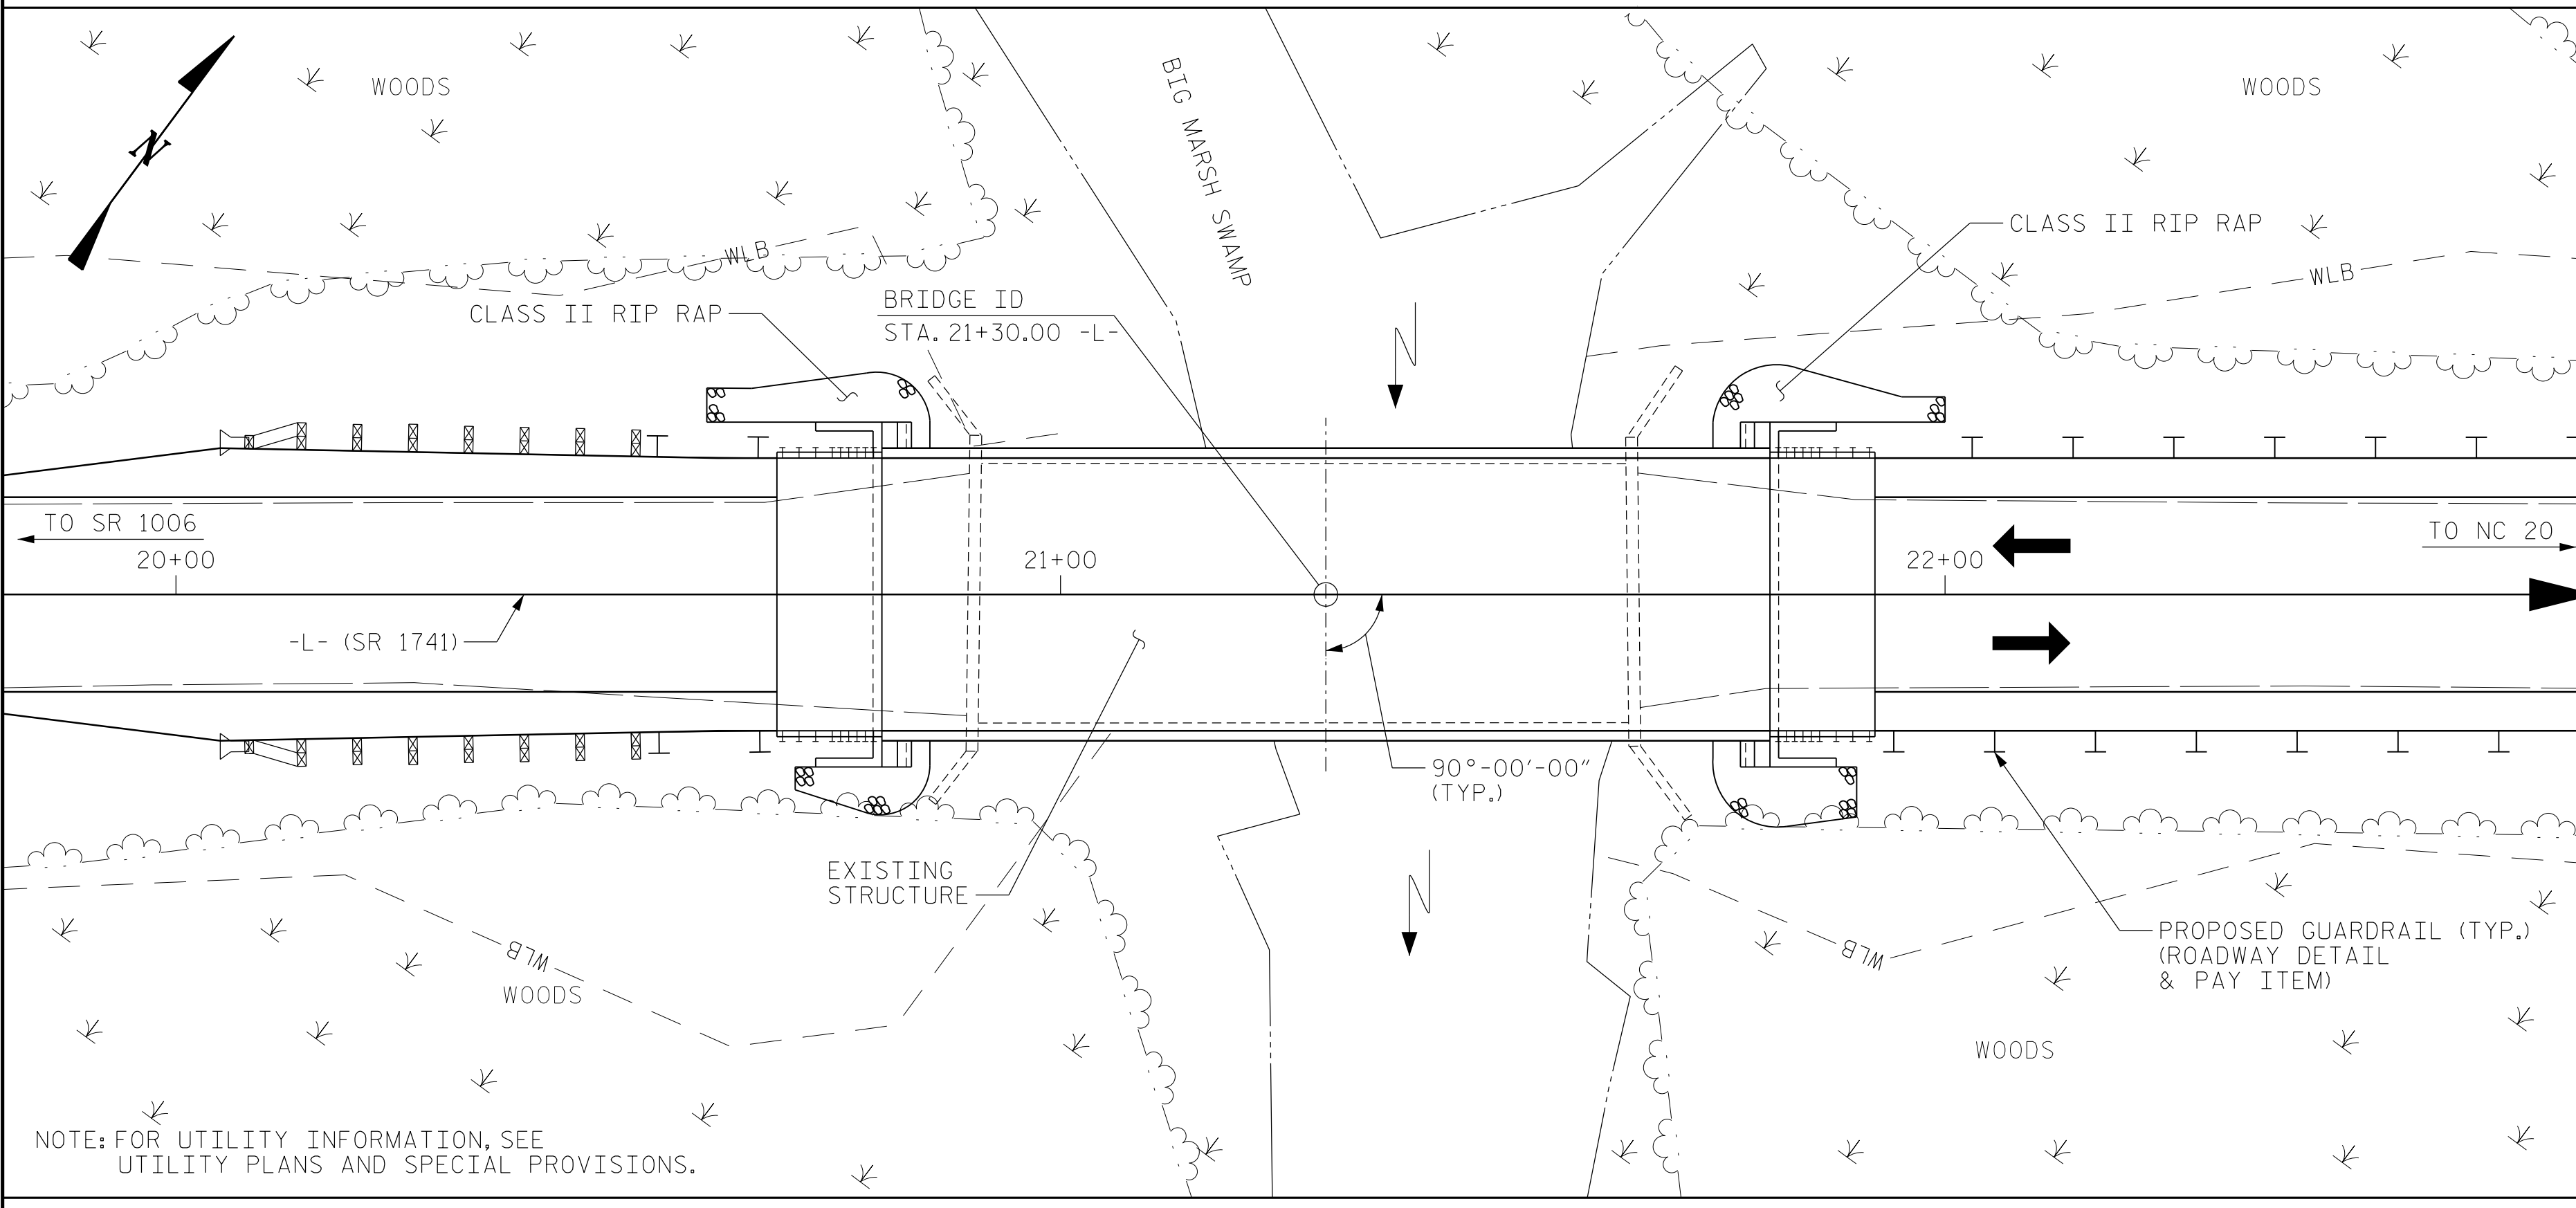 WOODS
WOODS
N
BIG MARSH SWAMP
CLASS II RIP RAP
WLB
WLB
BRIDGE ID
STA. 21+30.00 -L-
CLASS II RIP RAP
TO SR 1006
TO NC 20
20+00
21+00
22+00
-L- (SR 1741)
90°-00'-00"
(TYP.)
EXISTING
STRUCTURE
PROPOSED GUARDRAIL (TYP.)
(ROADWAY DETAIL
& PAY ITEM)
WLB
WLB
WOODS
WOODS
NOTE: FOR UTILITY INFORMATION, SEE
UTILITY PLANS AND SPECIAL PROVISIONS.